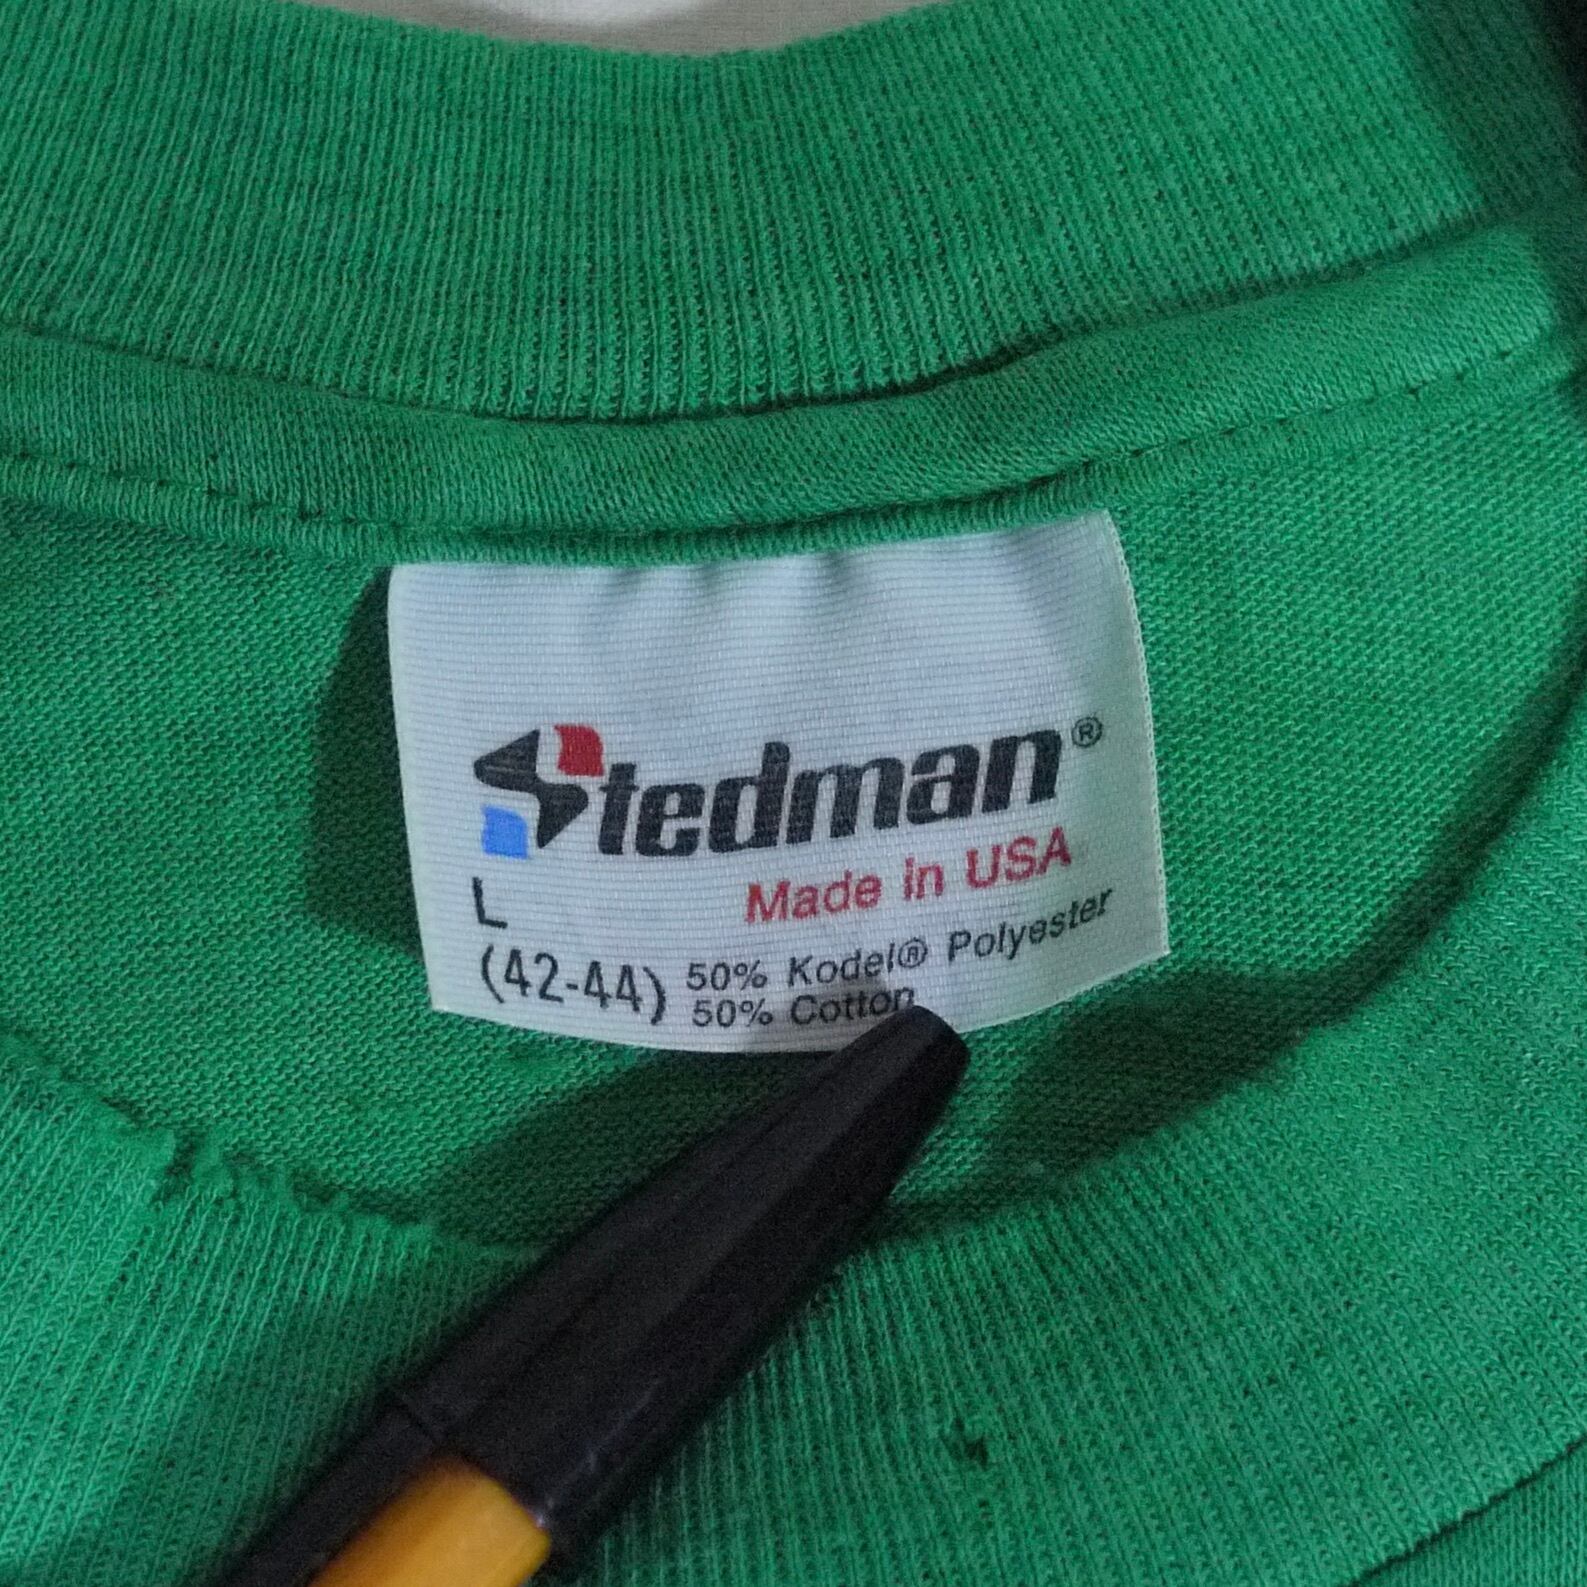 Stedman®
Made in USA
L
(42-44)
50% Kodel® Polyester
50% Cotton